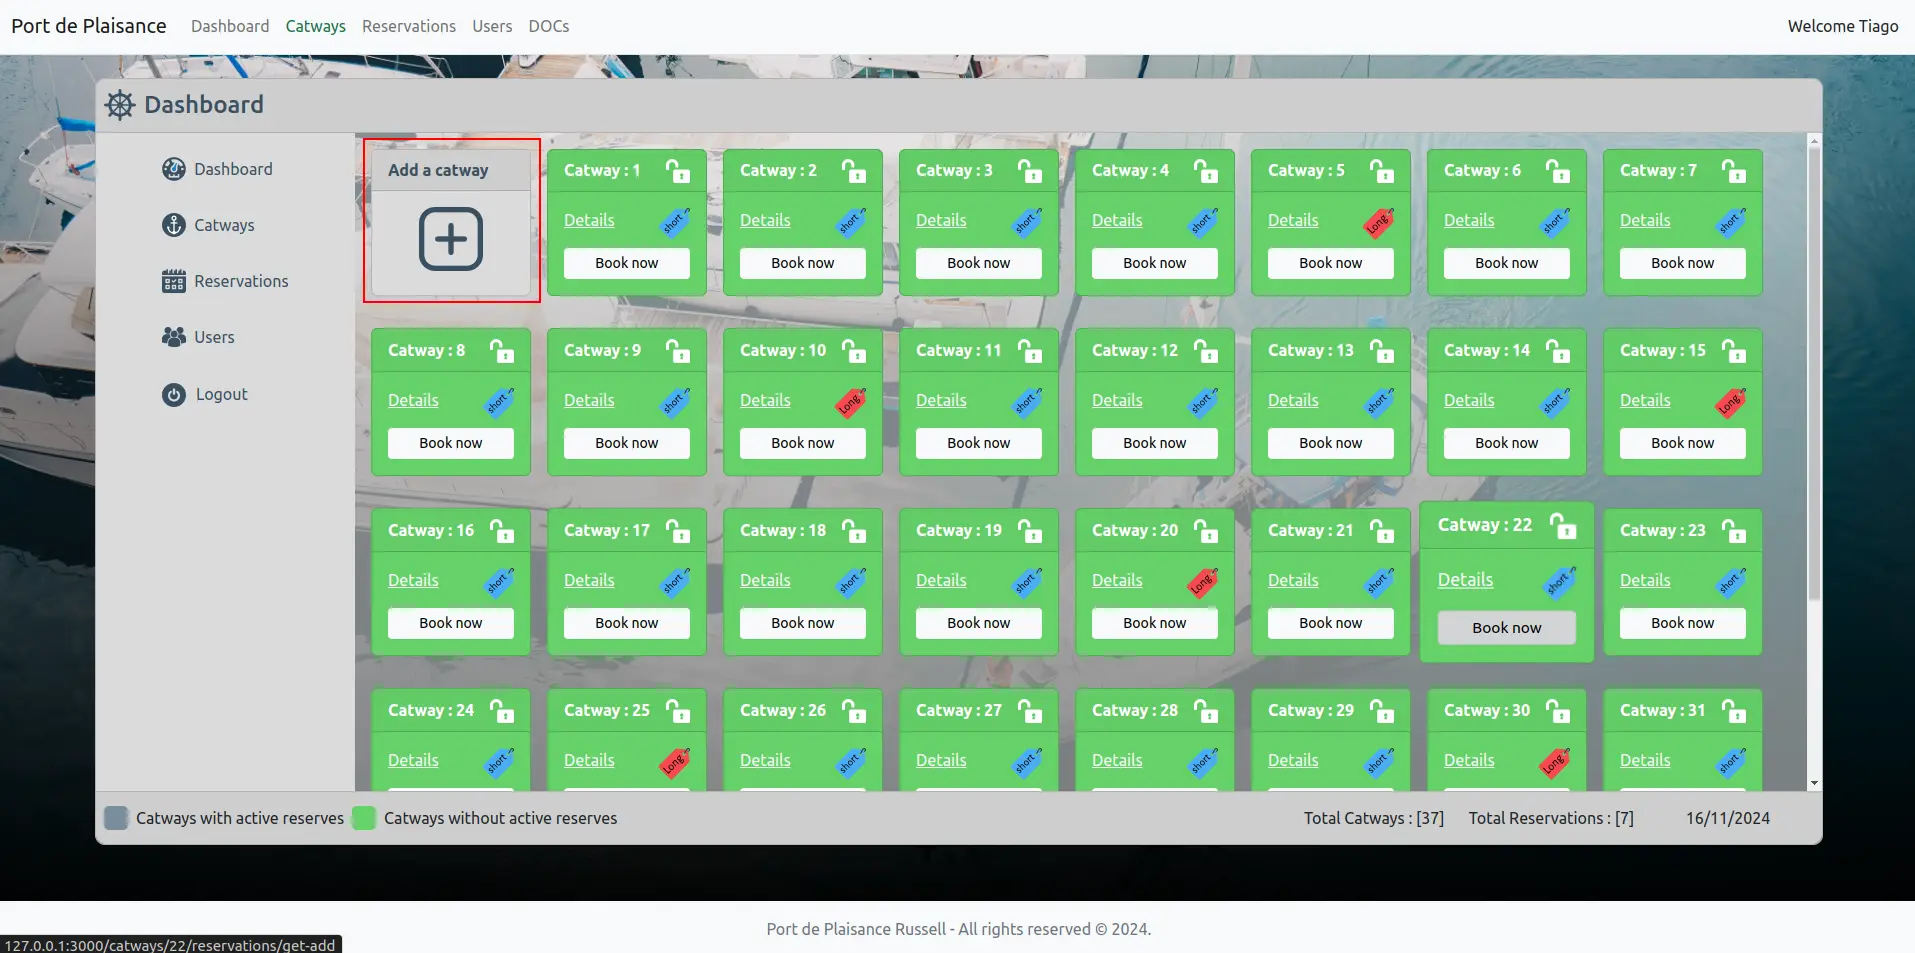 Port de Plaisance Dashboard Catways Reservations Users DOCs Welcome Tiago
Dashboard
Dashboard
Catways
Reservations
Users
Logout
Add a catway
Catway : 1
Details short
Book now
Catway : 2
Details short
Book now
Catway : 3
Details short
Book now
Catway : 4
Details short
Book now
Catway : 5
Details Long
Book now
Catway : 6
Details short
Book now
Catway : 7
Details short
Book now
Catway : 8
Details short
Book now
Catway : 9
Details short
Book now
Catway : 10
Details Long
Book now
Catway : 11
Details short
Book now
Catway : 12
Details short
Book now
Catway : 13
Details short
Book now
Catway : 14
Details short
Book now
Catway : 15
Details Long
Book now
Catway : 16
Details short
Book now
Catway : 17
Details short
Book now
Catway : 18
Details short
Book now
Catway : 19
Details short
Book now
Catway : 20
Details Long
Book now
Catway : 21
Details short
Book now
Catway : 22
Details short
Book now
Catway : 23
Details short
Book now
Catway : 24
Details short
Catway : 25
Details Long
Catway : 26
Details short
Catway : 27
Details short
Catway : 28
Details short
Catway : 29
Details short
Catway : 30
Details Long
Catway : 31
Details short
Catways with active reserves Catways without active reserves Total Catways : [37] Total Reservations : [7] 16/11/2024
Port de Plaisance Russell - All rights reserved © 2024.
127.0.0.1:3000/catways/22/reservations/get-add